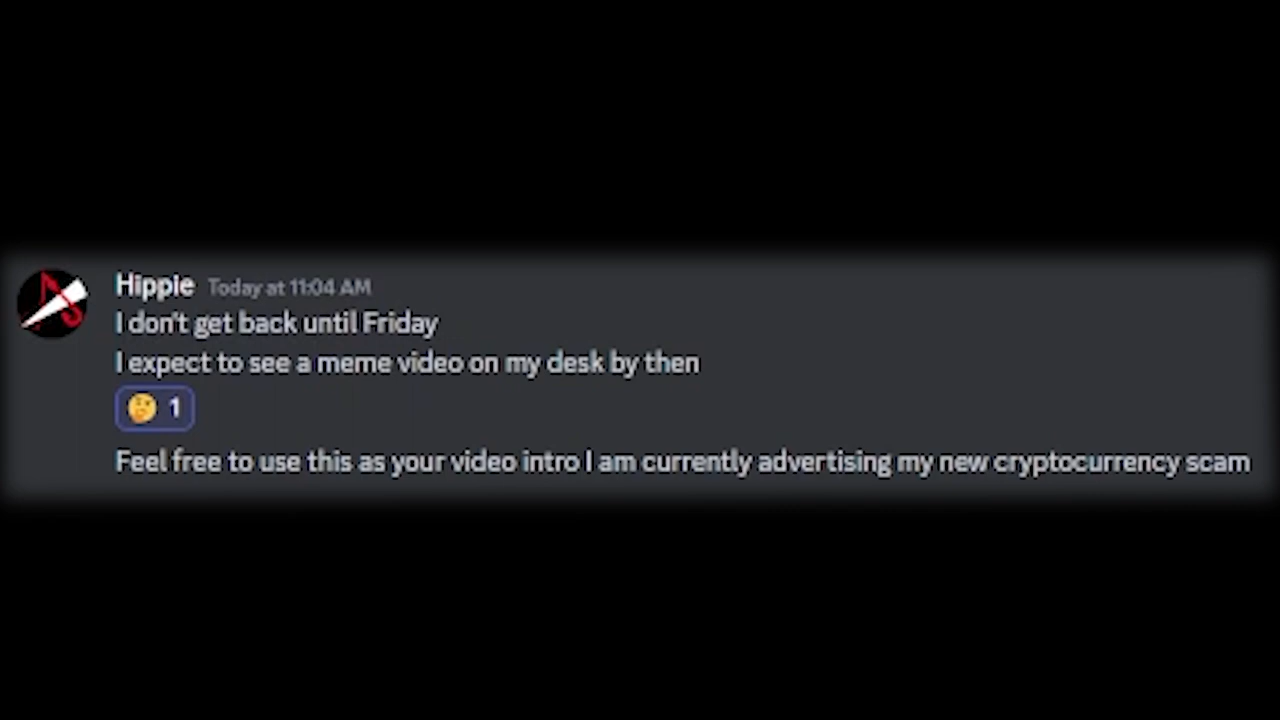 Hippie Today at 11:04 AM
I don't get back until Friday
I expect to see a meme video on my desk by then
🤔 1
Feel free to use this as your video intro I am currently advertising my new cryptocurrency scam